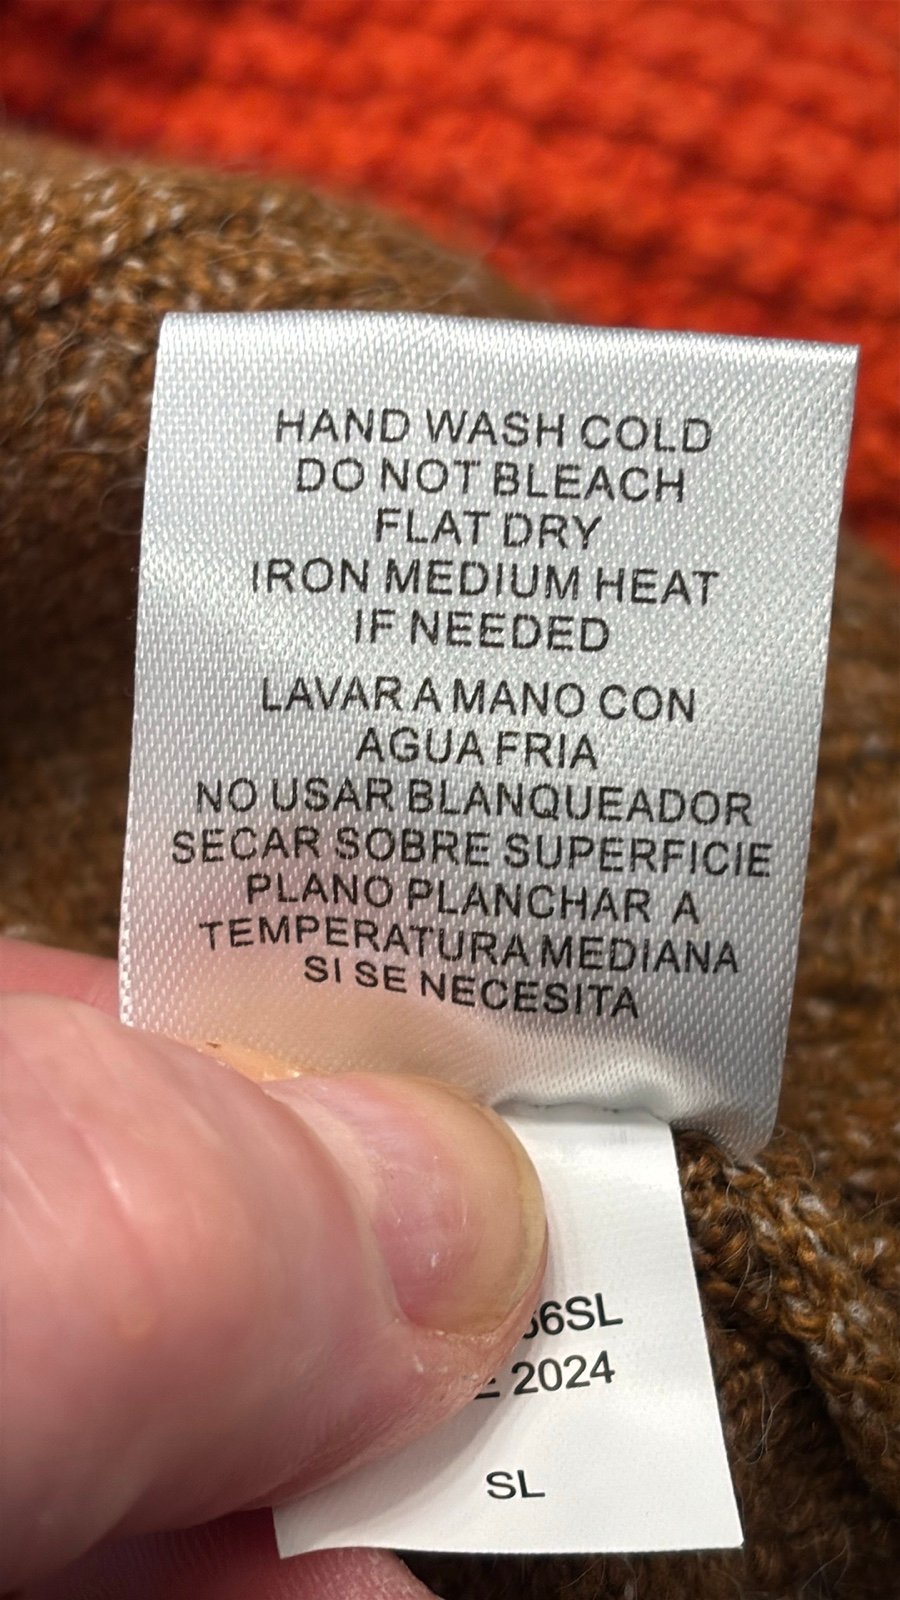 HAND WASH COLD
DO NOT BLEACH
FLAT DRY
IRON MEDIUM HEAT
IF NEEDED
LAVAR A MANO CON
AGUA FRIA
NO USAR BLANQUEADOR
SECAR SOBRE SUPERFICIE
PLANO PLANCHAR A
TEMPERATURA MEDIANA
SI SE NECESITA
6SL
2024
SL